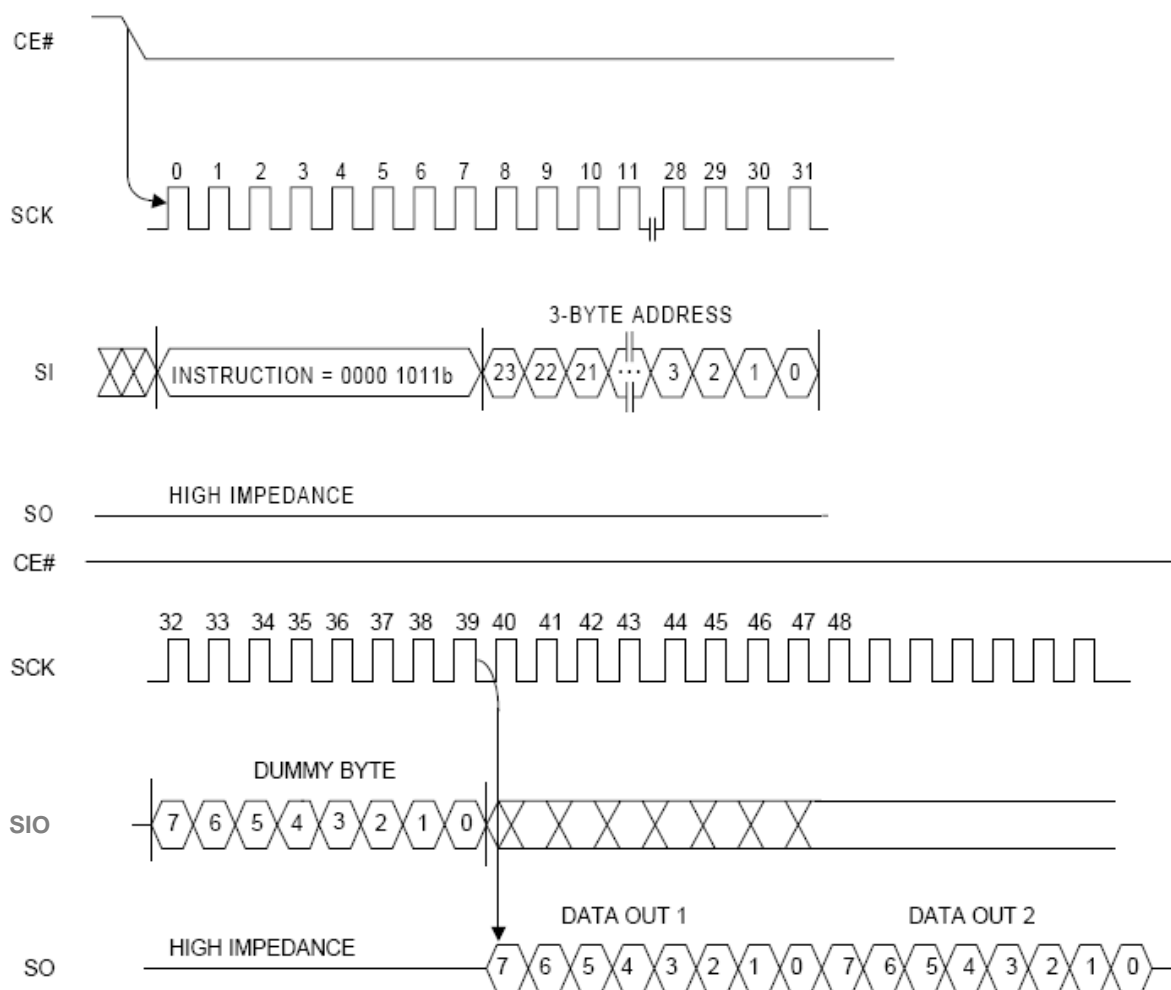 CE#
0 1 2 3 4 5 6 7 8 9 10 11 28 29 30 31
SCK
3-BYTE ADDRESS
SI INSTRUCTION = 0000 1011b 23 22 21 ... 3 2 1 0
HIGH IMPEDANCE
SO
CE#
32 33 34 35 36 37 38 39 40 41 42 43 44 45 46 47 48
SCK
DUMMY BYTE
SIO 7 6 5 4 3 2 1 0
DATA OUT 1 DATA OUT 2
HIGH IMPEDANCE
SO 7 6 5 4 3 2 1 0 7 6 5 4 3 2 1 0